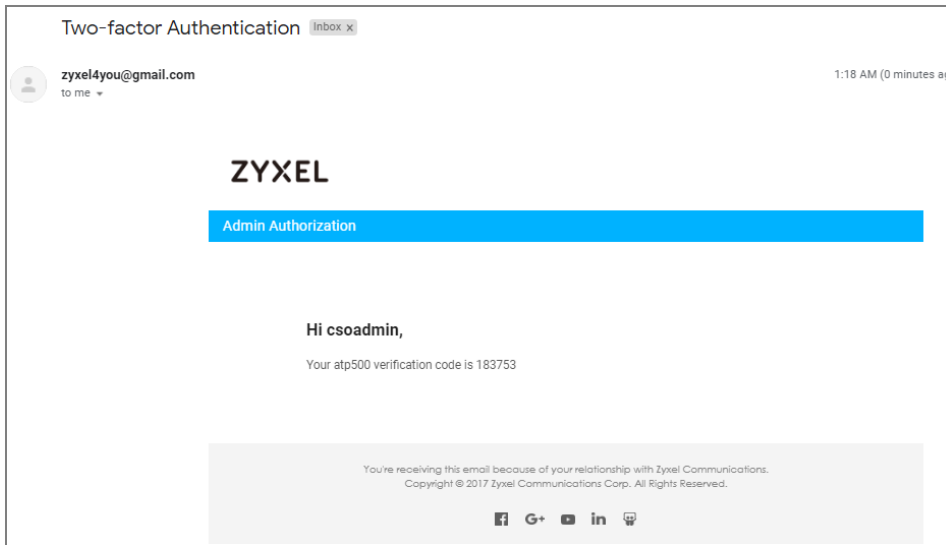 Two-factor Authentication Inbox x
zyxel4you@gmail.com 1:18 AM (0 minutes ag
to me
ZYXEL
Admin Authorization
Hi csoadmin,
Your atp500 verification code is 183753
You're receiving this email because of your relationship with Zyxel Communications.
Copyright © 2017 Zyxel Communications Corp. All Rights Reserved.
G+ in